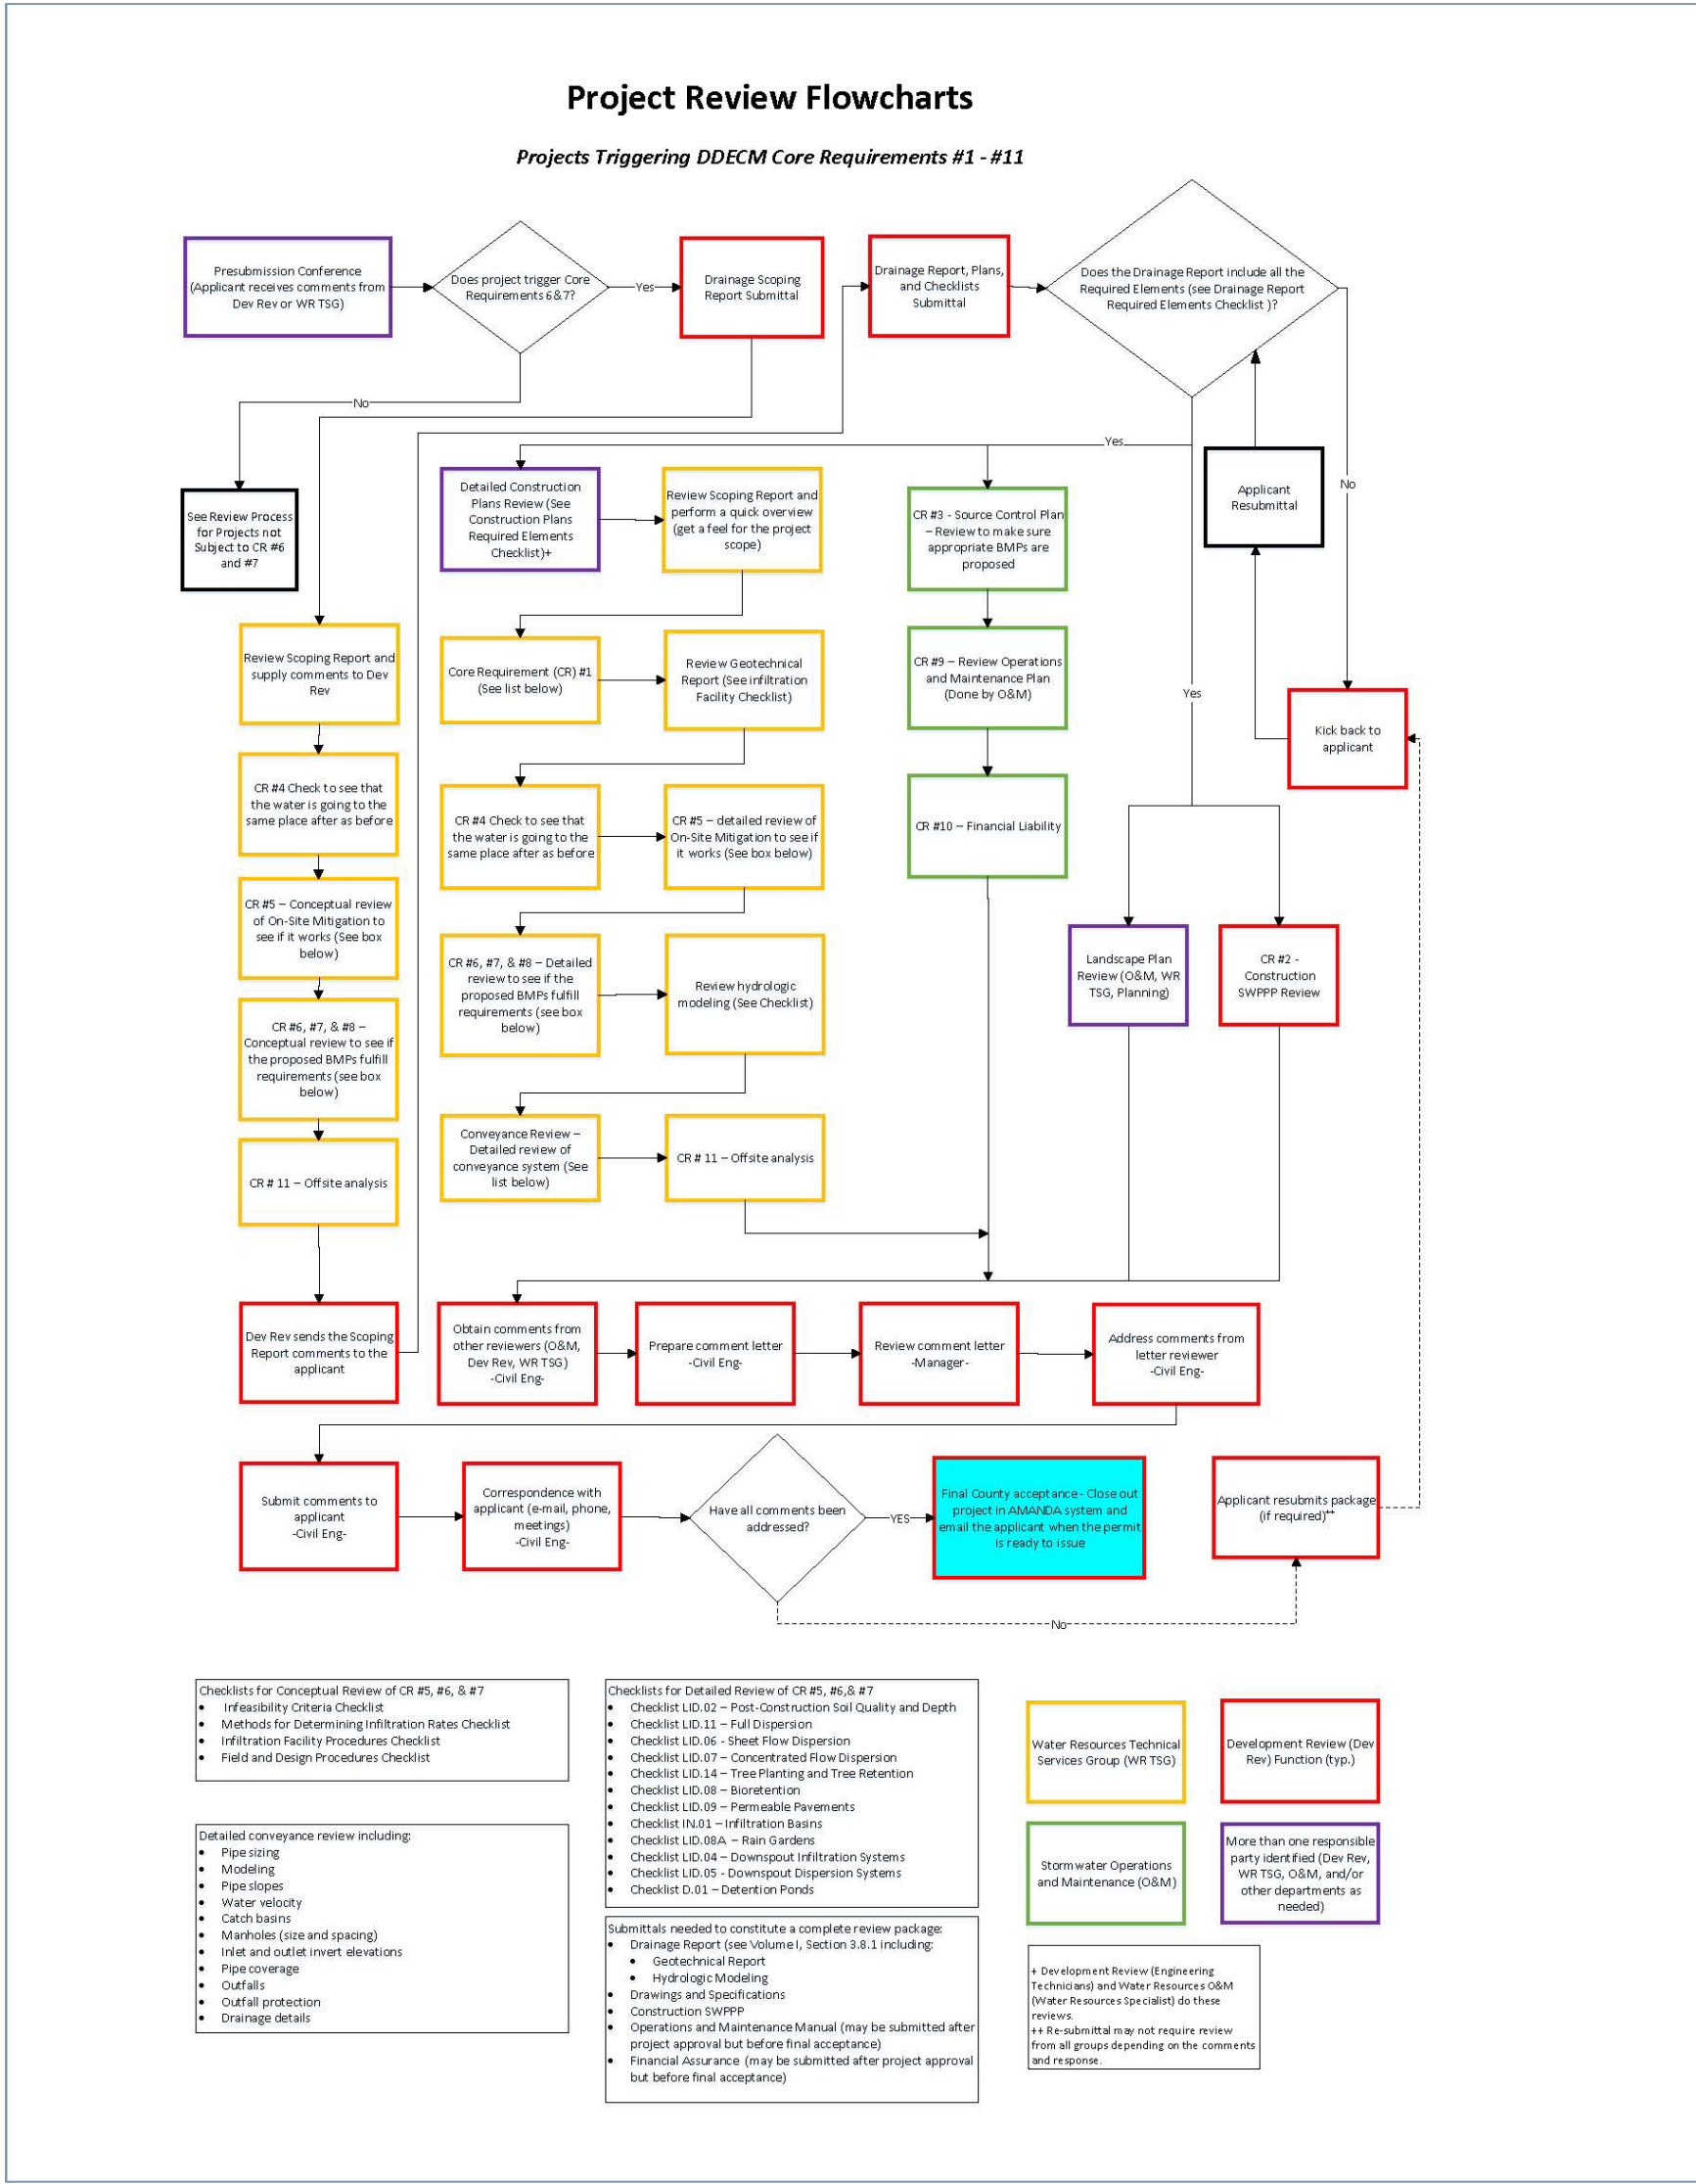 Project Review Flowcharts
Projects Triggering DDECM Core Requirements #1 - #11
Presubmission Conference
(Applicant receives comments from
Dev Rev or WR TSG)
Does project trigger Core
Requirements 6&7?
Yes
Drainage Scoping
Report Submittal
Drainage Report, Plans,
and Checklists
Submittal
Does the Drainage Report include all the
Required Elements (see Drainage Report
Required Elements Checklist )?
No
Yes
No
Yes
See Review Process
for Projects not
Subject to CR #6
and #7
Detailed Construction
Plans Review (See
Construction Plans
Required Elements
Checklist)+
Review Scoping Report and
perform a quick overview
(get a feel for the project
scope)
CR #3 - Source Control Plan
– Review to make sure
appropriate BMPs are
proposed
Applicant
Resubmittal
Review Scoping Report and
supply comments to Dev
Rev
Core Requirement (CR) #1
(See list below)
Review Geotechnical
Report (See infiltration
Facility Checklist)
CR #9 – Review Operations
and Maintenance Plan
(Done by O&M)
Kick back to
applicant
CR #4 Check to see that
the water is going to the
same place after as before
CR #4 Check to see that
the water is going to the
same place after as before
CR #5 – detailed review of
On-Site Mitigation to see if
it works (See box below)
CR #10 – Financial Liability
CR #5 – Conceptual review
of On-Site Mitigation to
see if it works (See box
below)
CR #6, #7, & #8 – Detailed
review to see if the
proposed BMPs fulfill
requirements (see box
below)
Review hydrologic
modeling (See Checklist)
Landscape Plan
Review (O&M, WR
TSG, Planning)
CR #2 -
Construction
SWPPP Review
CR #6, #7, & #8 –
Conceptual review to see if
the proposed BMPs fulfill
requirements (see box
below)
CR # 11 – Offsite analysis
Conveyance Review –
Detailed review of
conveyance system (See
list below)
CR # 11 – Offsite analysis
Dev Rev sends the Scoping
Report comments to the
applicant
Obtain comments from
other reviewers (O&M,
Dev Rev, WR TSG)
-Civil Eng-
Prepare comment letter
-Civil Eng-
Review comment letter
-Manager-
Address comments from
letter reviewer
-Civil Eng-
Submit comments to
applicant
-Civil Eng-
Correspondence with
applicant (e-mail, phone,
meetings)
-Civil Eng-
Have all comments been
addressed?
YES
Final County acceptance - Close out
project in AMANDA system and
email the applicant when the permit
is ready to issue
Applicant resubmits package
(if required)++
No
Checklists for Conceptual Review of CR #5, #6, & #7
• Infeasibility Criteria Checklist
• Methods for Determining Infiltration Rates Checklist
• Infiltration Facility Procedures Checklist
• Field and Design Procedures Checklist
Detailed conveyance review including:
• Pipe sizing
• Modeling
• Pipe slopes
• Water velocity
• Catch basins
• Manholes (size and spacing)
• Inlet and outlet invert elevations
• Pipe coverage
• Outfalls
• Outfall protection
• Drainage details
Checklists for Detailed Review of CR #5, #6,& #7
• Checklist LID.02 – Post-Construction Soil Quality and Depth
• Checklist LID.11 – Full Dispersion
• Checklist LID.06 - Sheet Flow Dispersion
• Checklist LID.07 – Concentrated Flow Dispersion
• Checklist LID.14 – Tree Planting and Tree Retention
• Checklist LID.08 – Bioretention
• Checklist LID.09 – Permeable Pavements
• Checklist IN.01 – Infiltration Basins
• Checklist LID.08A – Rain Gardens
• Checklist LID.04 – Downspout Infiltration Systems
• Checklist LID.05 - Downspout Dispersion Systems
• Checklist D.01 – Detention Ponds
Submittals needed to constitute a complete review package:
• Drainage Report (see Volume I, Section 3.8.1 including:
• Geotechnical Report
• Hydrologic Modeling
• Drawings and Specifications
• Construction SWPPP
• Operations and Maintenance Manual (may be submitted after
project approval but before final acceptance)
• Financial Assurance (may be submitted after project approval
but before final acceptance)
Water Resources Technical
Services Group (WR TSG)
Development Review (Dev
Rev) Function (typ.)
Stormwater Operations
and Maintenance (O&M)
More than one responsible
party identified (Dev Rev,
WR TSG, O&M, and/or
other departments as
needed)
+ Development Review (Engineering
Technicians) and Water Resources O&M
(Water Resources Specialist) do these
reviews.
++ Re-submittal may not require review
from all groups depending on the comments
and response.